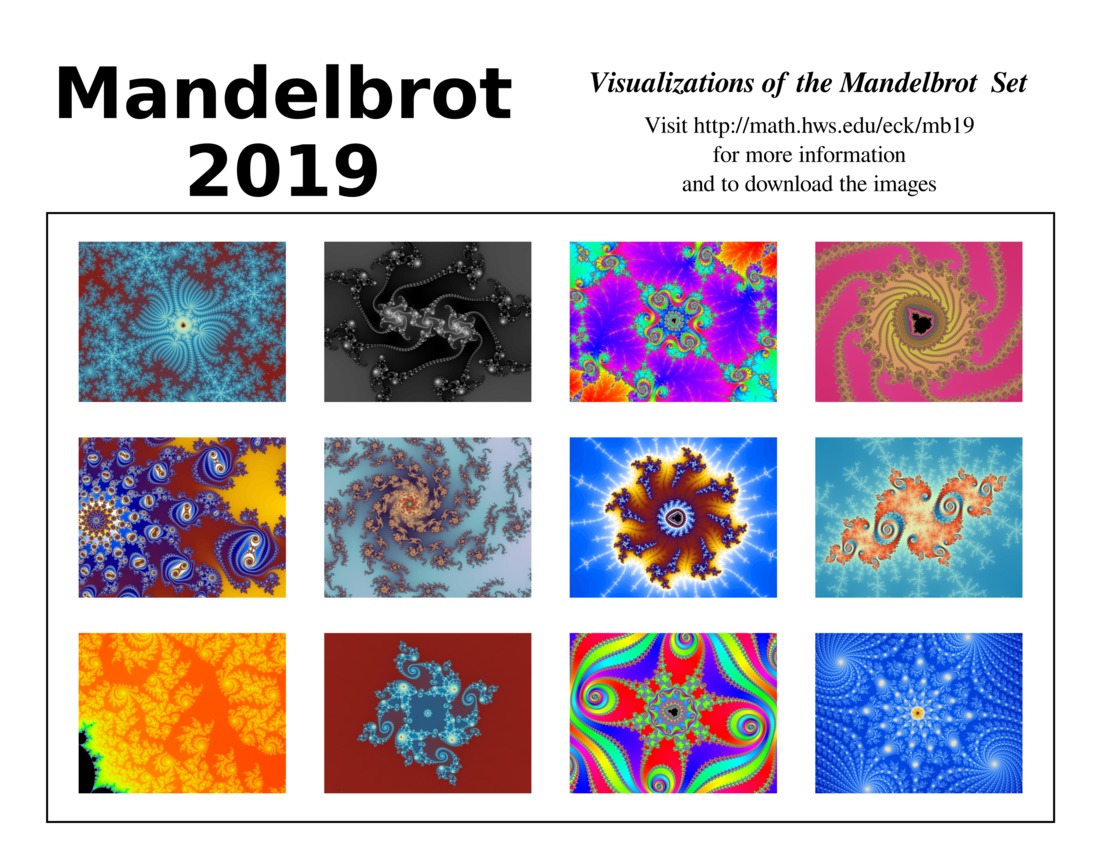 Mandelbrot
2019
Visualizations of the Mandelbrot Set
Visit http://math.hws.edu/eck/mb19
for more information
and to download the images